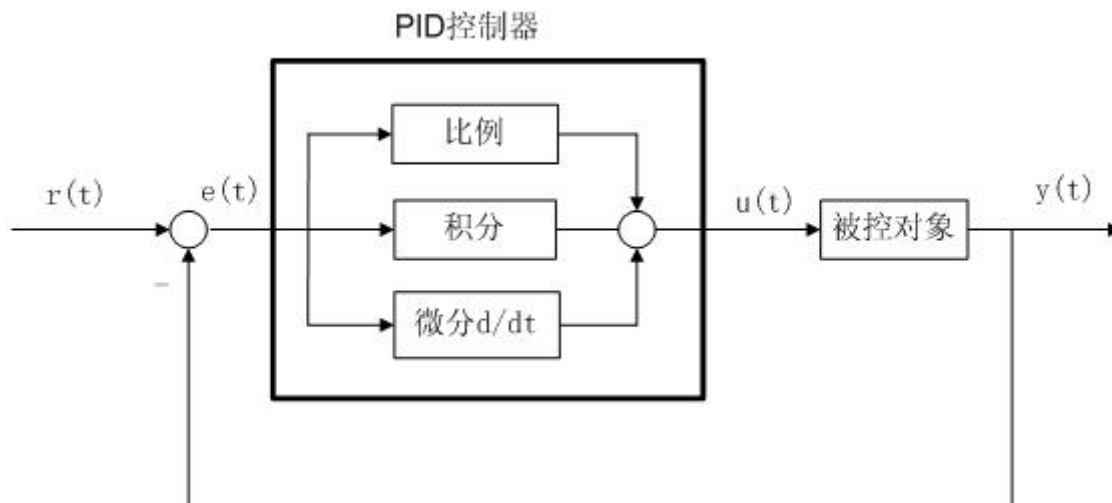 PID控制器
比例
r(t)
e(t)
积分
u(t)
被控对象
y(t)
−
微分d/dt